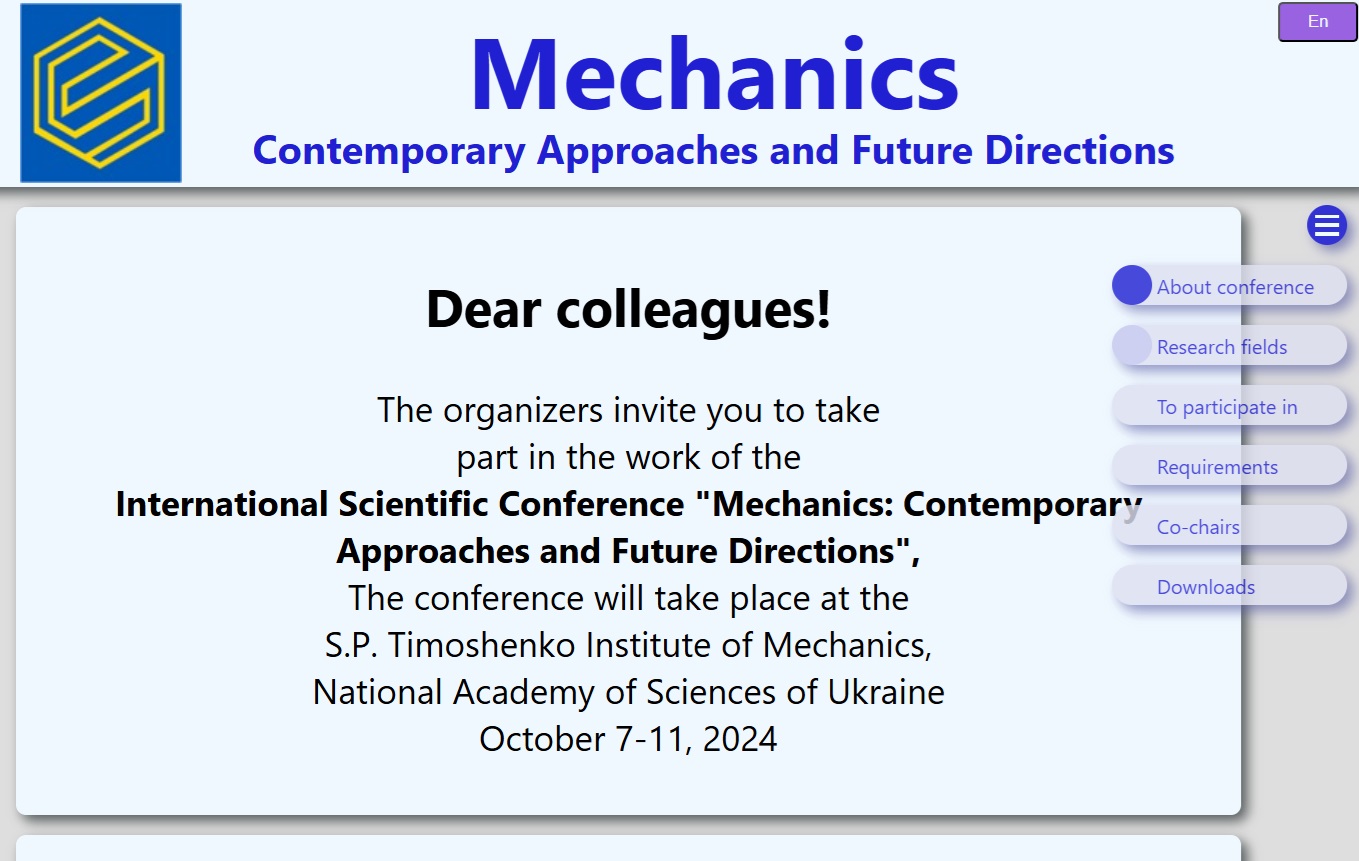 En
Mechanics
Contemporary Approaches and Future Directions
Dear colleagues!
The organizers invite you to take
part in the work of the
International Scientific Conference "Mechanics: Contemporary
Approaches and Future Directions",
The conference will take place at the
S.P. Timoshenko Institute of Mechanics,
National Academy of Sciences of Ukraine
October 7-11, 2024
About conference
Research fields
To participate in
Requirements
Co-chairs
Downloads